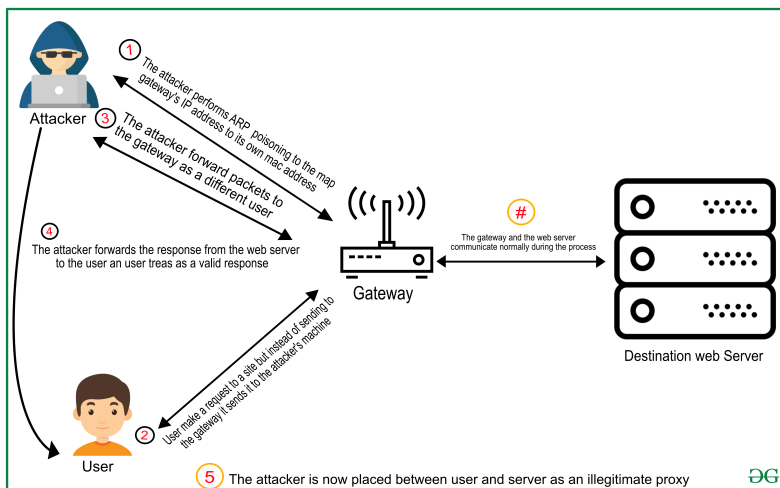 1
The attacker performs ARP poisoning to the map
gateway's IP address to its own mac address
Attacker
3
The attacker forward packets to
the gateway as a different user
#
The gateway and the web server
communicate normally during the process
4
The attacker forwards the response from the web server
to the user an user treas as a valid response
Gateway
Destination web Server
User make a request to a site but instead of sending to
the gateway it sends it to the attacker's machine
2
User
5
The attacker is now placed between user and server as an illegitimate proxy